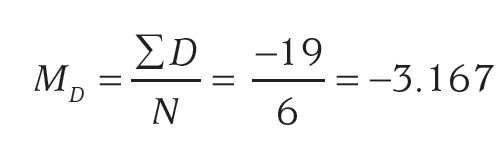 M_D = ∑D / N = −19 / 6 = −3.167